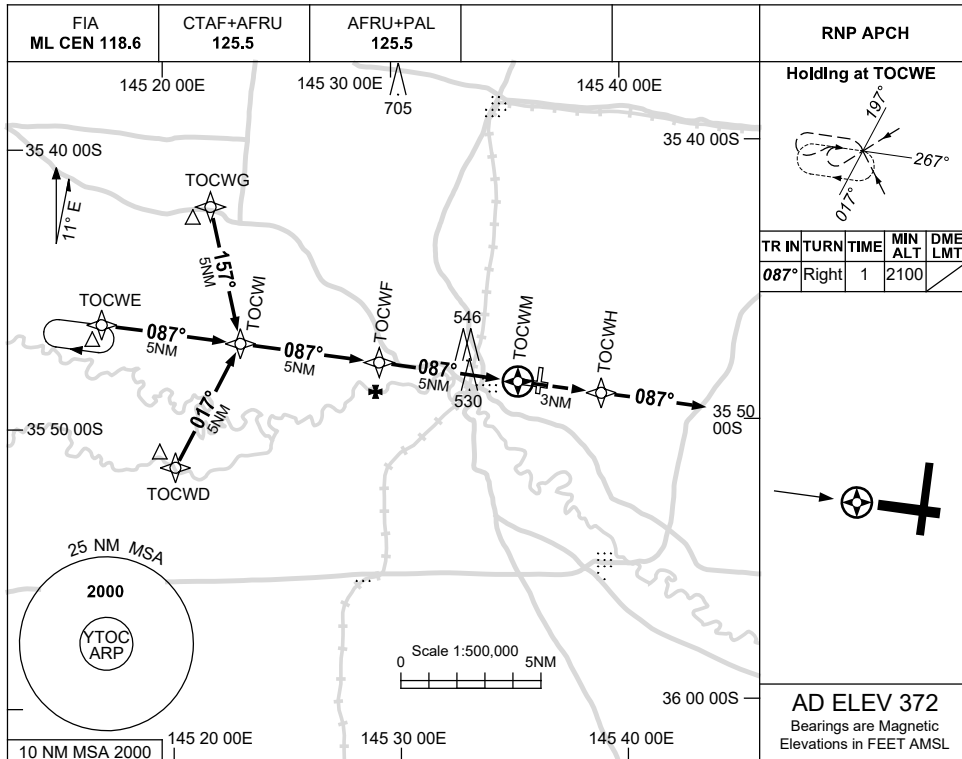 FIA
ML CEN 118.6
CTAF+AFRU
125.5
AFRU+PAL
125.5
RNP APCH
145 20 00E
145 30 00E
705
145 40 00E
35 40 00S
35 40 00S
Holding at TOCWE
197°
267°
017°
TR IN TURN TIME MIN ALT DME LMT
087° Right 1 2100
11° E
TOCWG
157°
5NM
TOCWE
087°
5NM
TOCWI
087°
5NM
TOCWF
087°
5NM
546
530
TOCWM
3NM
TOCWH
087°
35 50
00S
017°
5NM
35 50 00S
TOCWD
25 NM MSA
2000
YTOC
ARP
Scale 1:500,000
0
5NM
36 00 00S
10 NM MSA 2000
145 20 00E
145 30 00E
145 40 00E
AD ELEV 372
Bearings are Magnetic
Elevations in FEET AMSL